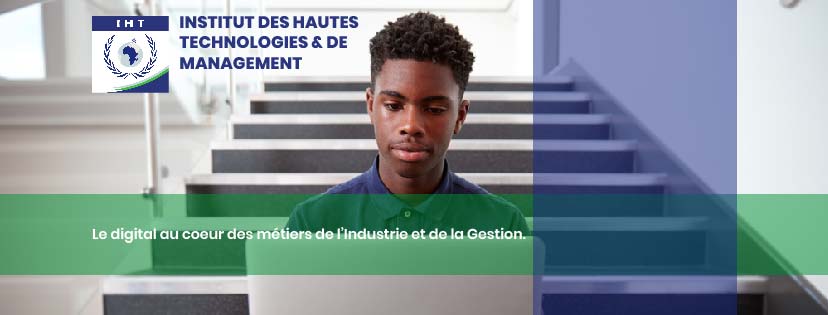 IHT
INSTITUT DES HAUTES
TECHNOLOGIES & DE
MANAGEMENT
Le digital au coeur des métiers de l'Industrie et de la Gestion.